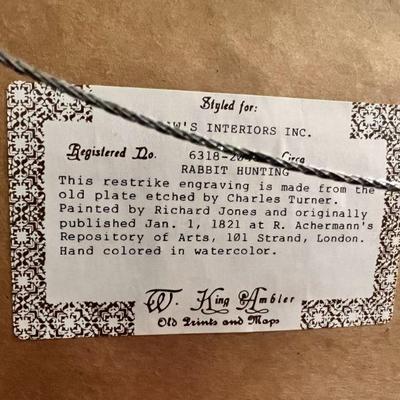 Styled for:
W'S INTERIORS INC.
Registered No. 6318-20 Circa
RABBIT HUNTING
This restrike engraving is made from the
old plate etched by Charles Turner.
Painted by Richard Jones and originally
published Jan. 1, 1821 at R. Achermann's
Repository of Arts, 101 Strand, London.
Hand colored in watercolor.
W. King Ambler
Old Prints and Maps